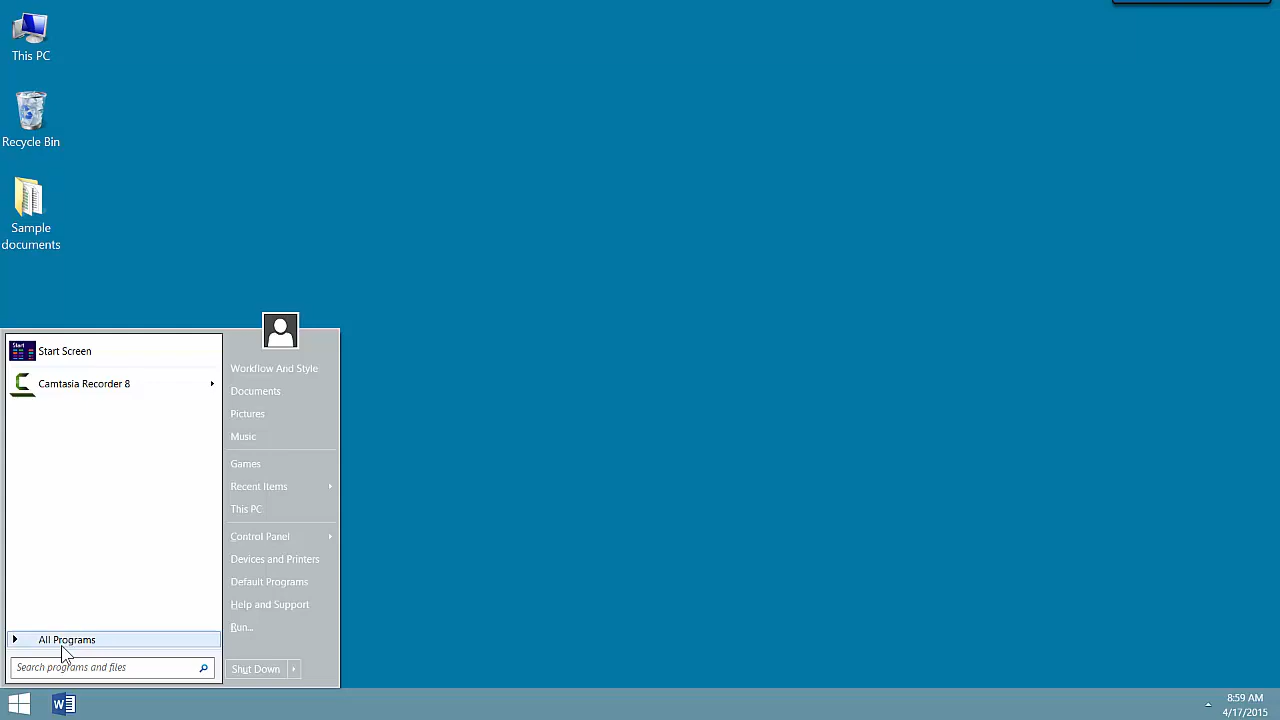 This PC
Recycle Bin
Sample
documents
Start
Start Screen
Camtasia Recorder 8
All Programs
Search programs and files
Workflow And Style
Documents
Pictures
Music
Games
Recent Items
This PC
Control Panel
Devices and Printers
Default Programs
Help and Support
Run...
Shut Down
8:59 AM
4/17/2015